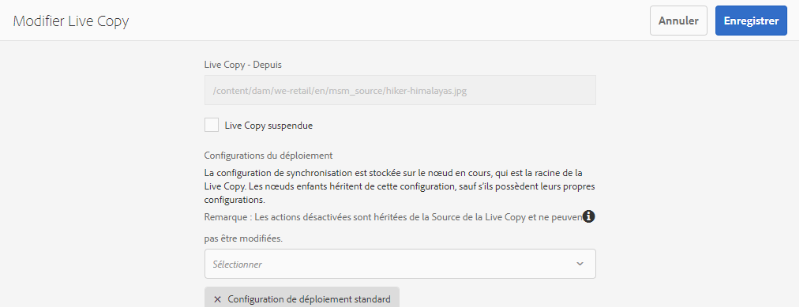 Modifier Live Copy
Annuler
Enregistrer
Live Copy - Depuis
/content/dam/we-retail/en/msm_source/hiker-himalayas.jpg
Live Copy suspendue
Configurations du déploiement
La configuration de synchronisation est stockée sur le nœud en cours, qui est la racine de la
Live Copy. Les nœuds enfants héritent de cette configuration, sauf s'ils possèdent leurs propres
configurations.
Remarque : Les actions désactivées sont héritées de la Source de la Live Copy et ne peuven
pas être modifiées.
Sélectionner
Configuration de déploiement standard